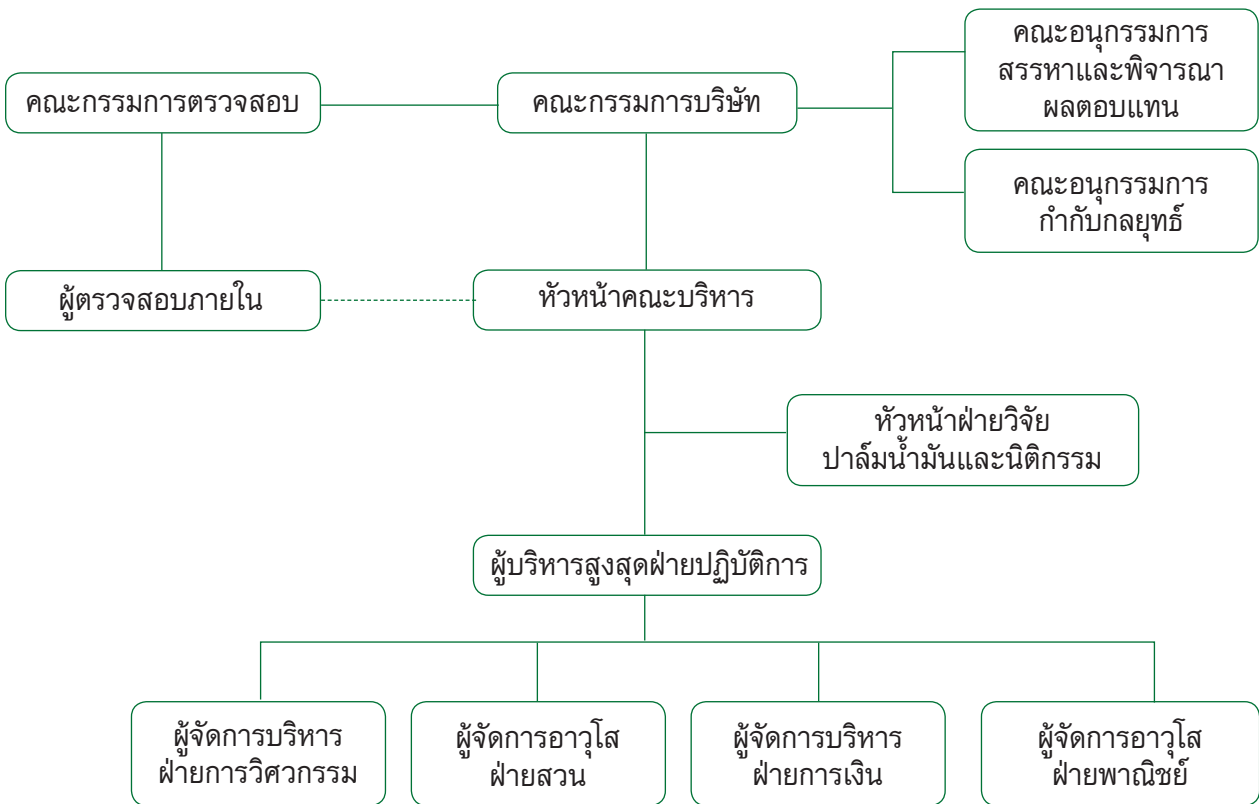 คณะอนุกรรมการ
สรรหาและพิจารณา
ผลตอบแทน
คณะกรรมการตรวจสอบ
คณะกรรมการบริษัท
คณะอนุกรรมการ
กำกับกลยุทธ์
ผู้ตรวจสอบภายใน
หัวหน้าคณะบริหาร
หัวหน้าฝ่ายวิจัย
ปาล์มน้ำมันและนิติกรรม
ผู้บริหารสูงสุดฝ่ายปฏิบัติการ
ผู้จัดการบริหาร
ฝ่ายการวิศวกรรม
ผู้จัดการอาวุโส
ฝ่ายสวน
ผู้จัดการบริหาร
ฝ่ายการเงิน
ผู้จัดการอาวุโส
ฝ่ายพาณิชย์